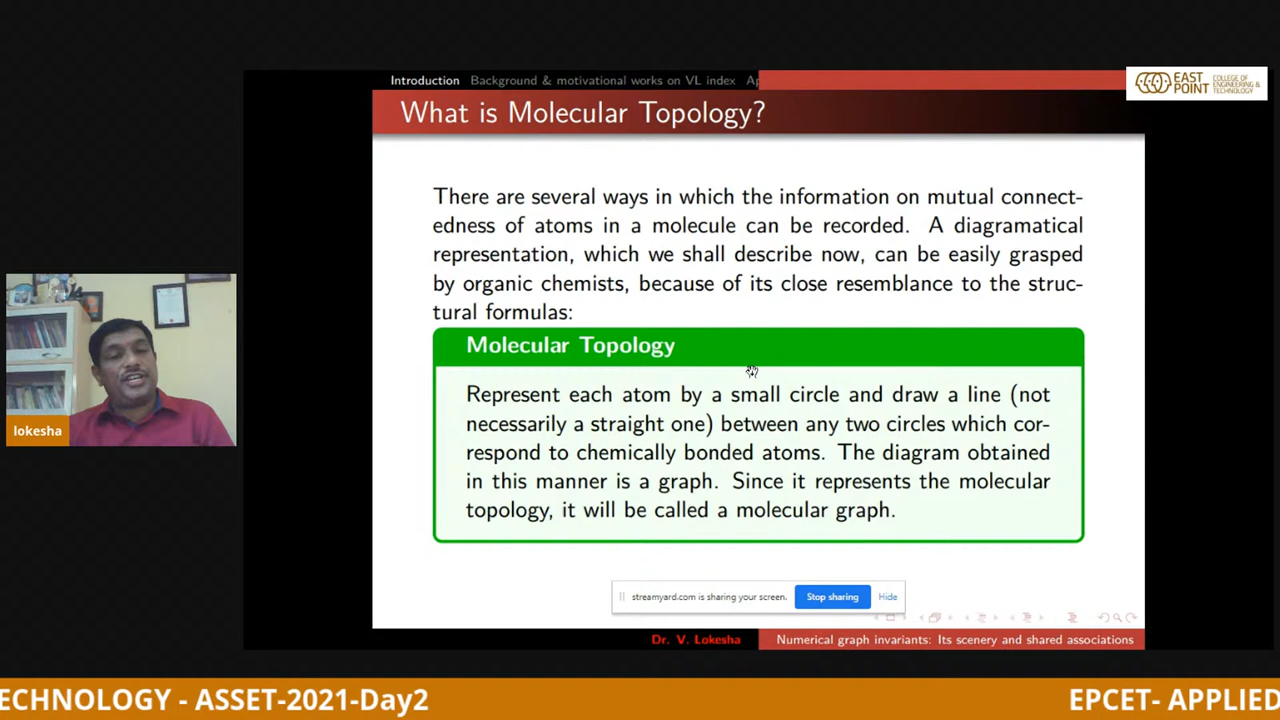 Introduction Background & motivational works on VL index Ap
EAST POINT
COLLEGE OF ENGINEERING & TECHNOLOGY
What is Molecular Topology?
There are several ways in which the information on mutual connect-
edness of atoms in a molecule can be recorded. A diagramatical
representation, which we shall describe now, can be easily grasped
by organic chemists, because of its close resemblance to the struc-
tural formulas:
Molecular Topology
Represent each atom by a small circle and draw a line (not
necessarily a straight one) between any two circles which cor-
respond to chemically bonded atoms. The diagram obtained
in this manner is a graph. Since it represents the molecular
topology, it will be called a molecular graph.
lokesha
streamyard.com is sharing your screen. Stop sharing Hide
Dr. V. Lokesha Numerical graph invariants: Its scenery and shared associations
ECHNOLOGY - ASSET-2021-Day2 EPCET- APPLIED